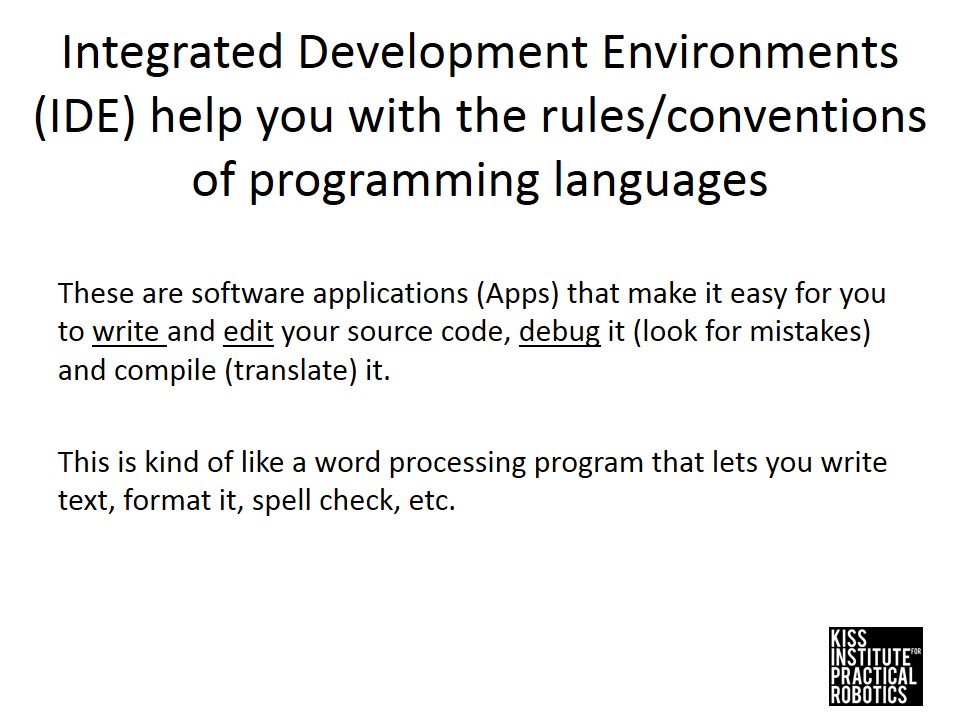 Integrated Development Environments
(IDE) help you with the rules/conventions
of programming languages
These are software applications (Apps) that make it easy for you
to write and edit your source code, debug it (look for mistakes)
and compile (translate) it.
This is kind of like a word processing program that lets you write
text, format it, spell check, etc.
KISS
INSTITUTE FOR
PRACTICAL
ROBOTICS